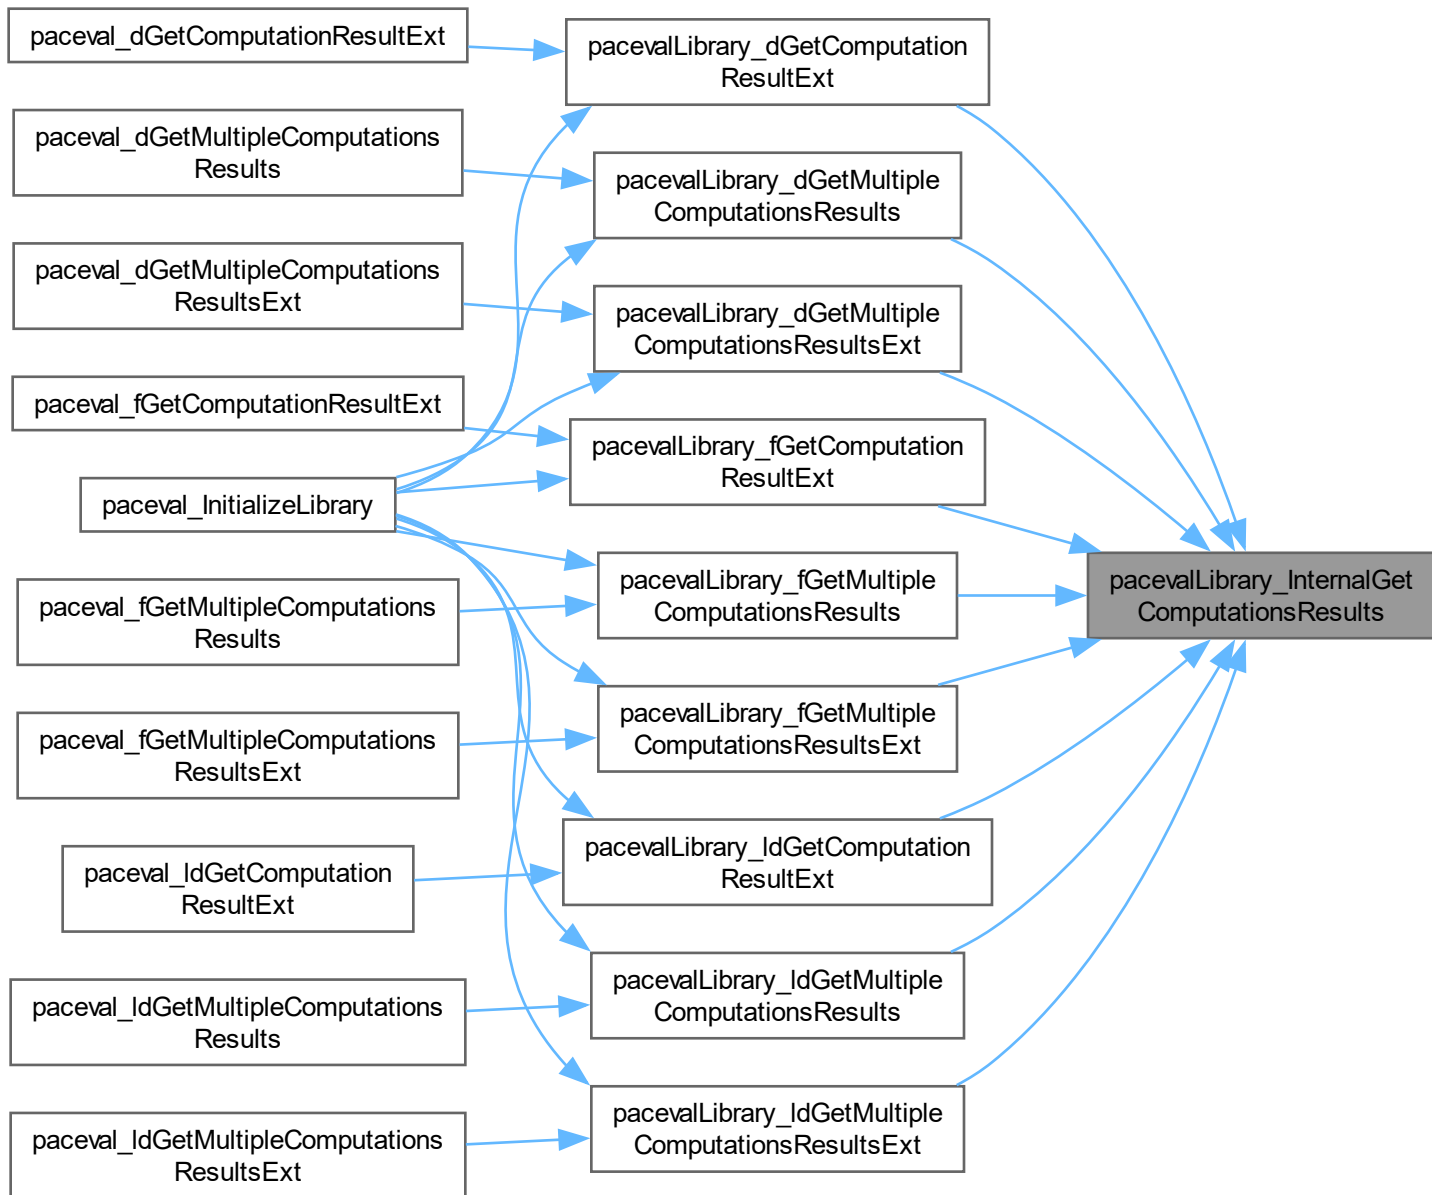 paceval_dGetComputationResultExt
paceval_dGetMultipleComputations
Results
paceval_dGetMultipleComputations
ResultsExt
paceval_fGetComputationResultExt
paceval_InitializeLibrary
paceval_fGetMultipleComputations
Results
paceval_fGetMultipleComputations
ResultsExt
paceval_ldGetComputation
ResultExt
paceval_ldGetMultipleComputations
Results
paceval_ldGetMultipleComputations
ResultsExt
pacevalLibrary_dGetComputation
ResultExt
pacevalLibrary_dGetMultiple
ComputationsResults
pacevalLibrary_dGetMultiple
ComputationsResultsExt
pacevalLibrary_fGetComputation
ResultExt
pacevalLibrary_fGetMultiple
ComputationsResults
pacevalLibrary_fGetMultiple
ComputationsResultsExt
pacevalLibrary_ldGetComputation
ResultExt
pacevalLibrary_ldGetMultiple
ComputationsResults
pacevalLibrary_ldGetMultiple
ComputationsResultsExt
pacevalLibrary_InternalGet
ComputationsResults